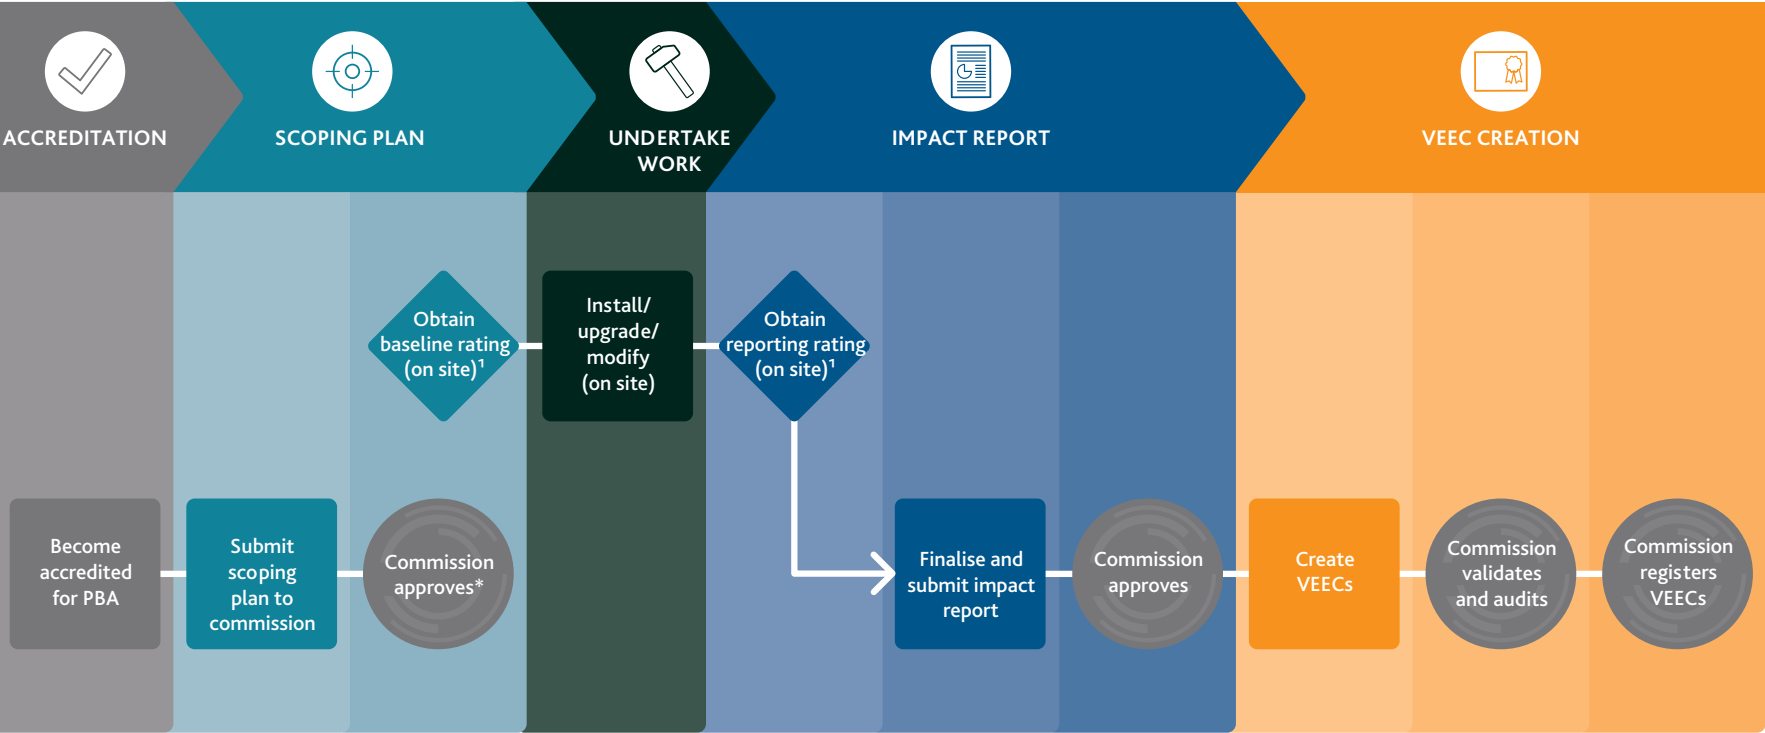 ACCREDITATION
SCOPING PLAN
UNDERTAKE
WORK
IMPACT REPORT
VEEC CREATION
Obtain
baseline rating
(on site)¹
Install/
upgrade/
modify
(on site)
Obtain
reporting rating
(on site)¹
Become
accredited
for PBA
Submit
scoping
plan to
commission
Commission
approves*
Finalise and
submit impact
report
Commission
approves
Create
VEECs
Commission
validates
and audits
Commission
registers
VEECs